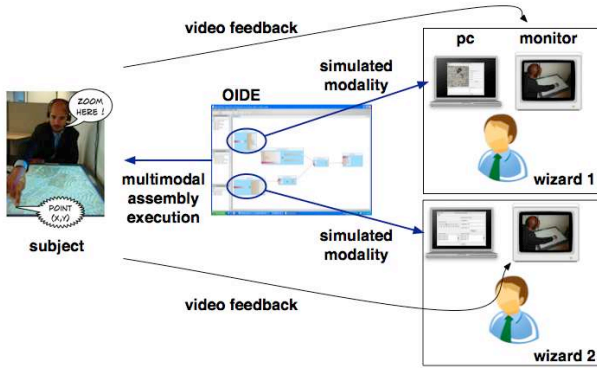 video feedback
pc
monitor
simulated
modality
OIDE
ZOOM
HERE !
multimodal
assembly
execution
wizard 1
POINT
(X,Y)
subject
simulated
modality
video feedback
wizard 2